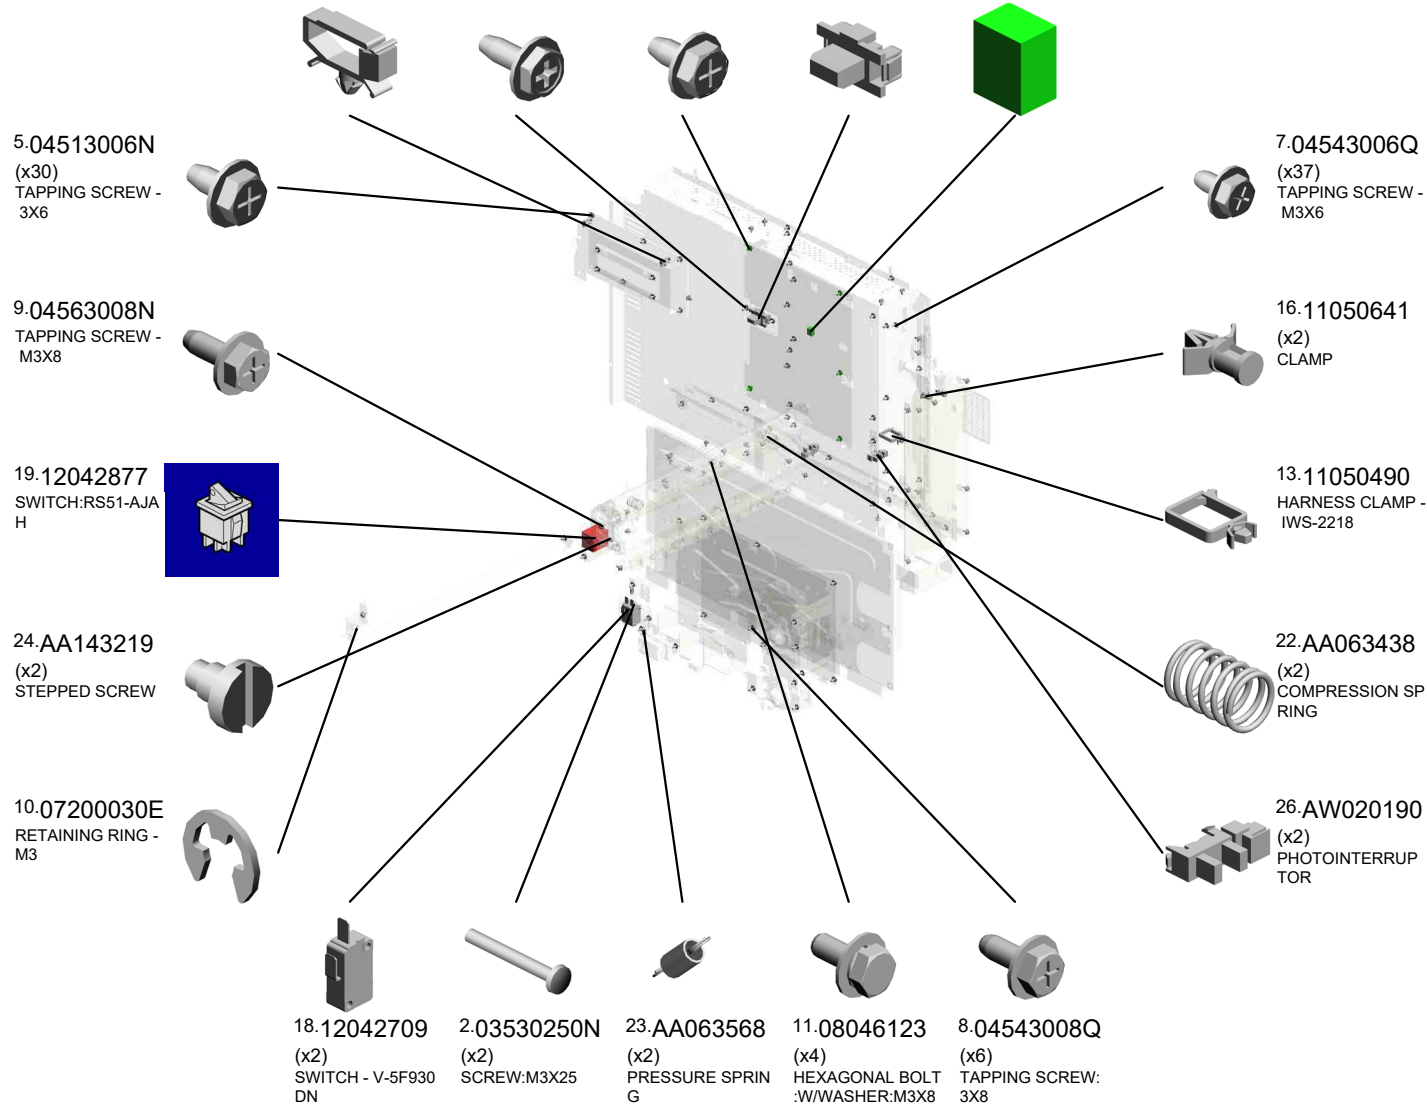 5.04513006N
(x30)
TAPPING SCREW -
3X6
7.04543006Q
(x37)
TAPPING SCREW -
M3X6
9.04563008N
TAPPING SCREW -
M3X8
16.11050641
(x2)
CLAMP
19.12042877
SWITCH:RS51-AJA
H
13.11050490
HARNESS CLAMP -
IWS-2218
24.AA143219
(x2)
STEPPED SCREW
22.AA063438
(x2)
COMPRESSION SP
RING
10.07200030E
RETAINING RING -
M3
26.AW020190
(x2)
PHOTOINTERRUP
TOR
18.12042709
(x2)
SWITCH - V-5F930
DN
2.03530250N
(x2)
SCREW:M3X25
23.AA063568
(x2)
PRESSURE SPRIN
G
11.08046123
(x4)
HEXAGONAL BOLT
:W/WASHER:M3X8
8.04543008Q
(x6)
TAPPING SCREW:
3X8